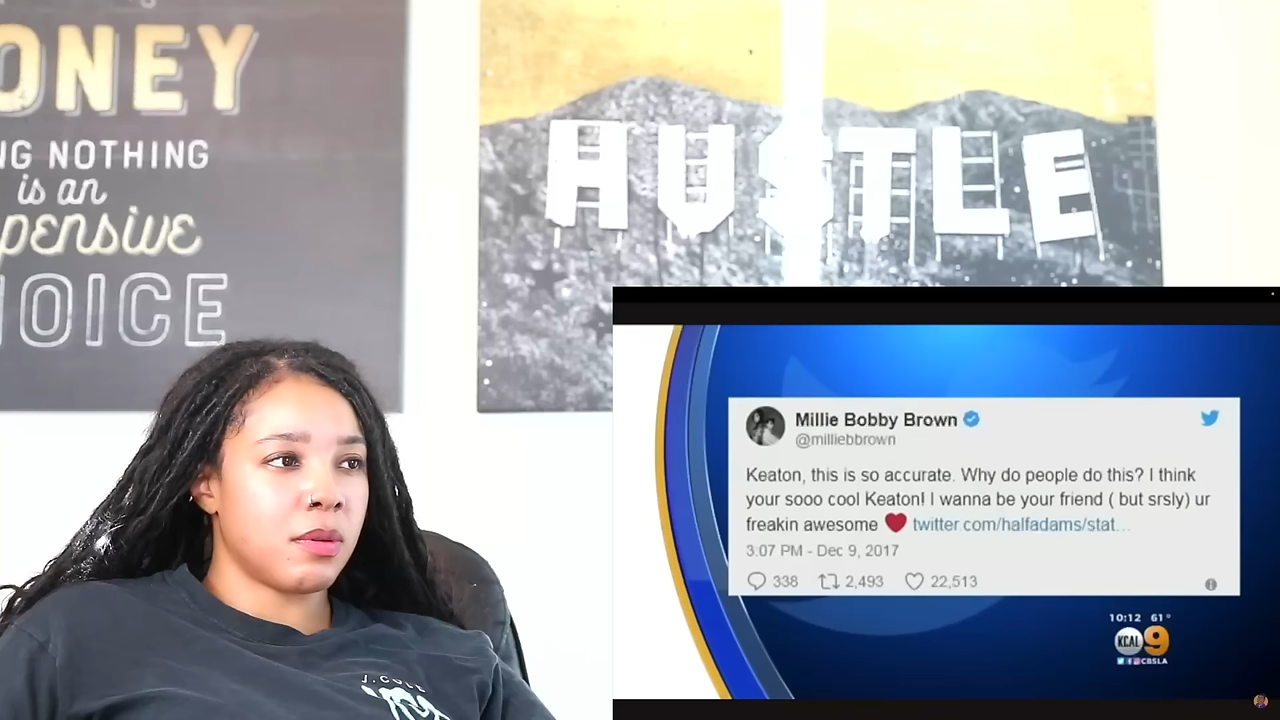 ONEY
NG NOTHING
is an
pensive
HOICE
HUSTLE
J.COLE
Millie Bobby Brown
@milliebbrown
Keaton, this is so accurate. Why do people do this? I think
your sooo cool Keaton! I wanna be your friend ( but srsly) ur
freakin awesome ❤ twitter.com/halfadams/stat…
3:07 PM - Dec 9, 2017
338 2,493 22,513
10:12 61°
KCAL 9
CBSLA